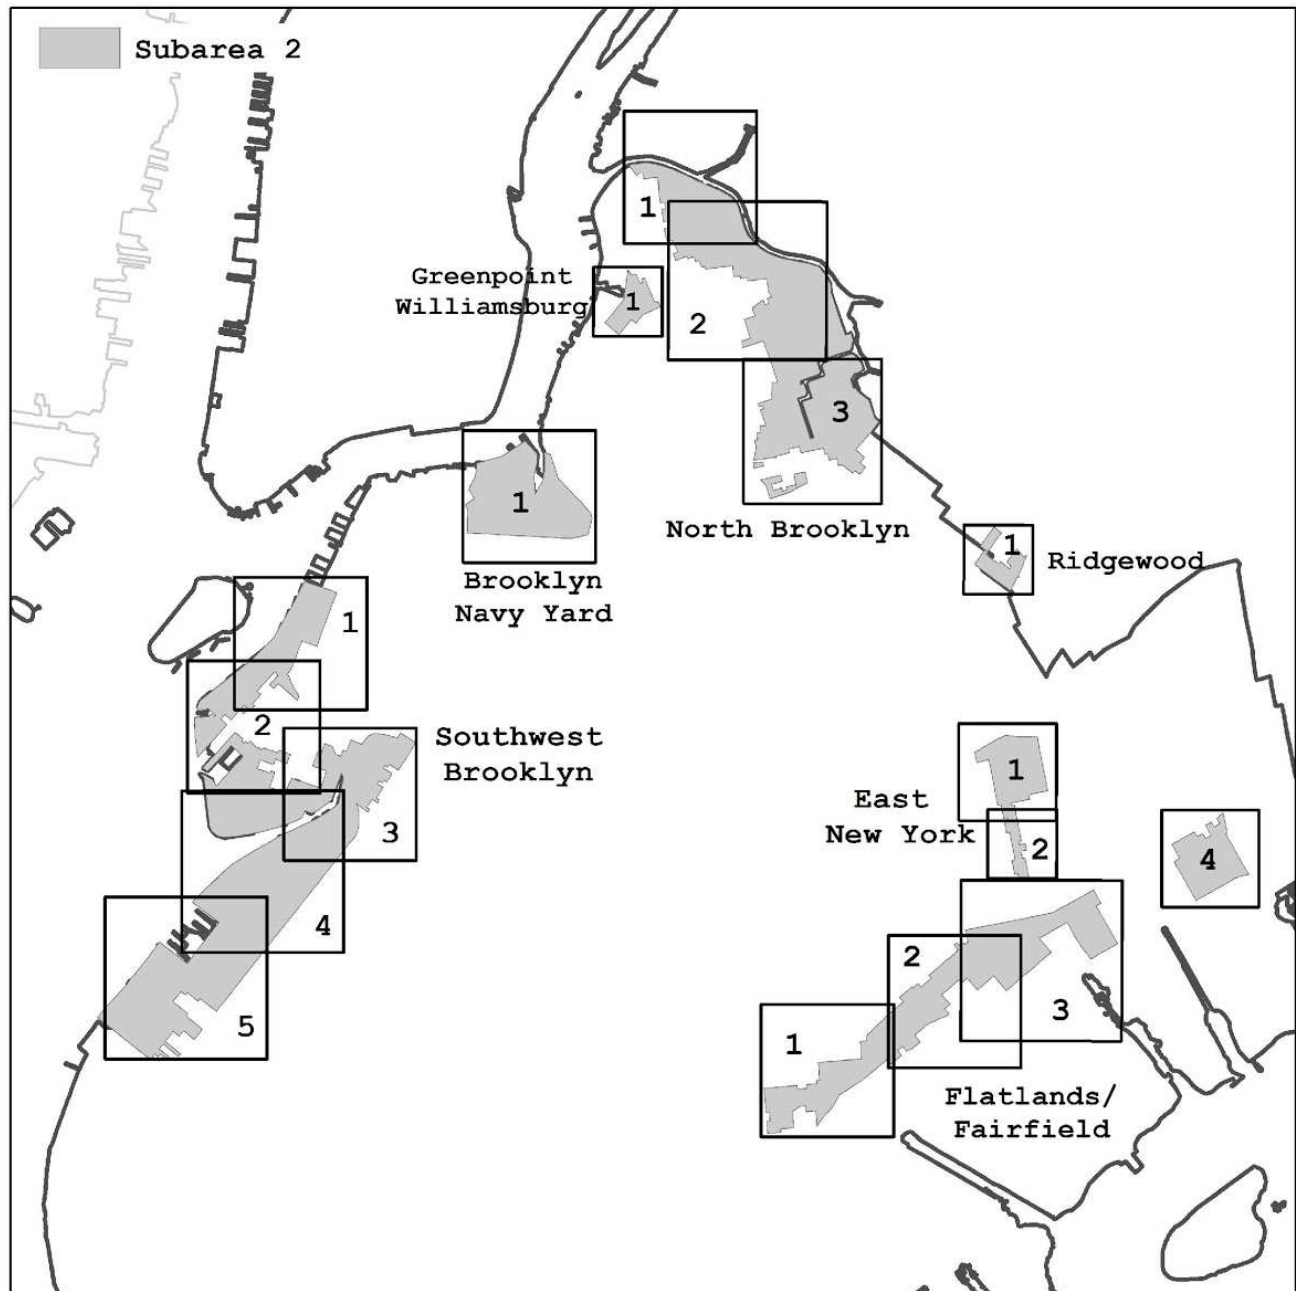 Subarea 2
1
Greenpoint
Williamsburg
1
2
3
North Brooklyn
1
Brooklyn
Navy Yard
1
Ridgewood
1
2
Southwest
Brooklyn
3
4
5
1
East
New York
2
4
2
3
1
Flatlands/
Fairfield